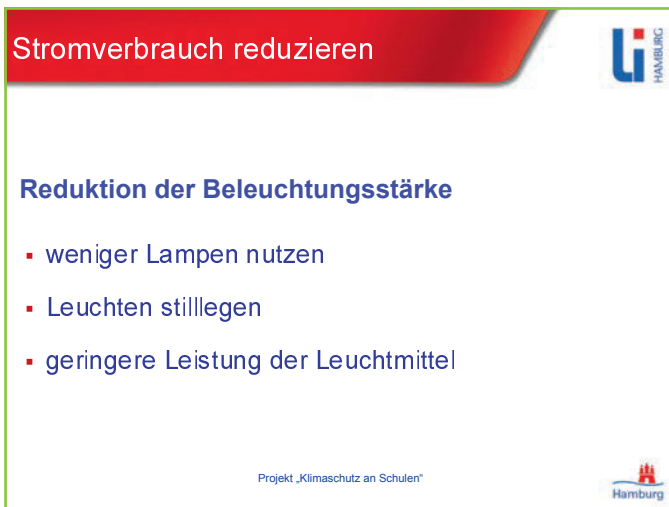 Stromverbrauch reduzieren
Li HAMBURG
Reduktion der Beleuchtungsstärke
▪ weniger Lampen nutzen
▪ Leuchten stilllegen
▪ geringere Leistung der Leuchtmittel
Projekt „Klimaschutz an Schulen“
Hamburg